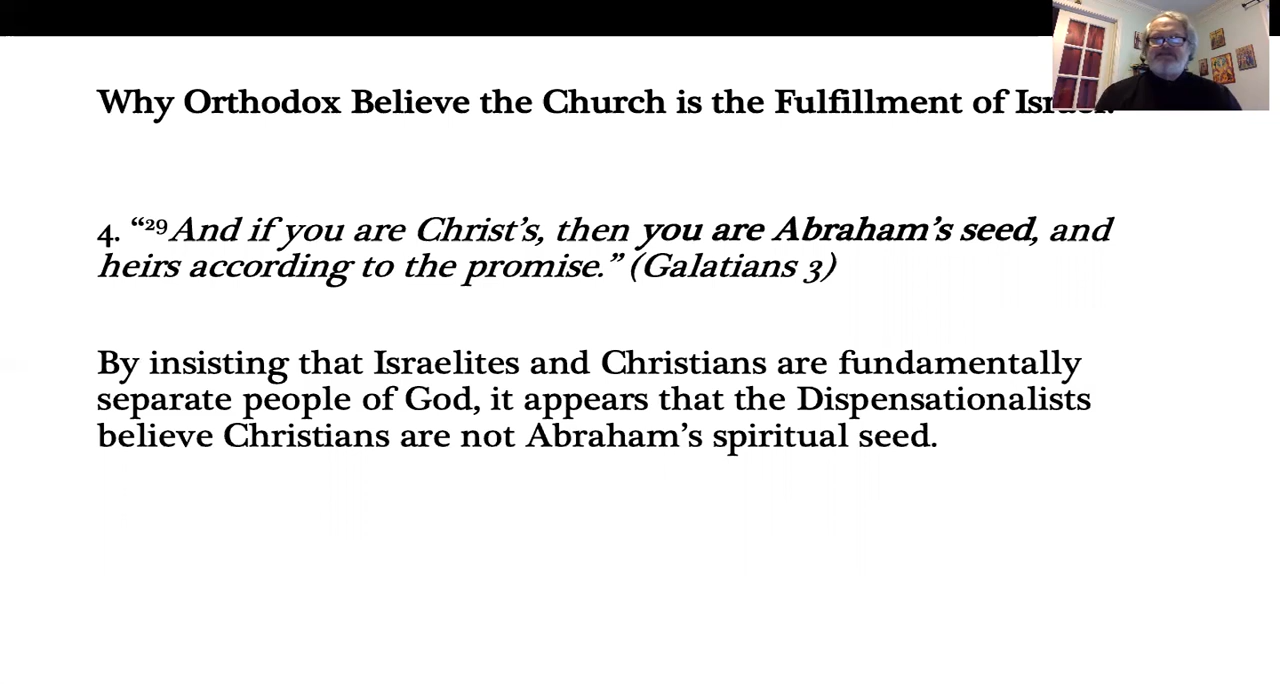 Why Orthodox Believe the Church is the Fulfillment of Israel
4. “²⁹And if you are Christ’s, then you are Abraham’s seed, and
heirs according to the promise.” (Galatians 3)
By insisting that Israelites and Christians are fundamentally
separate people of God, it appears that the Dispensationalists
believe Christians are not Abraham’s spiritual seed.